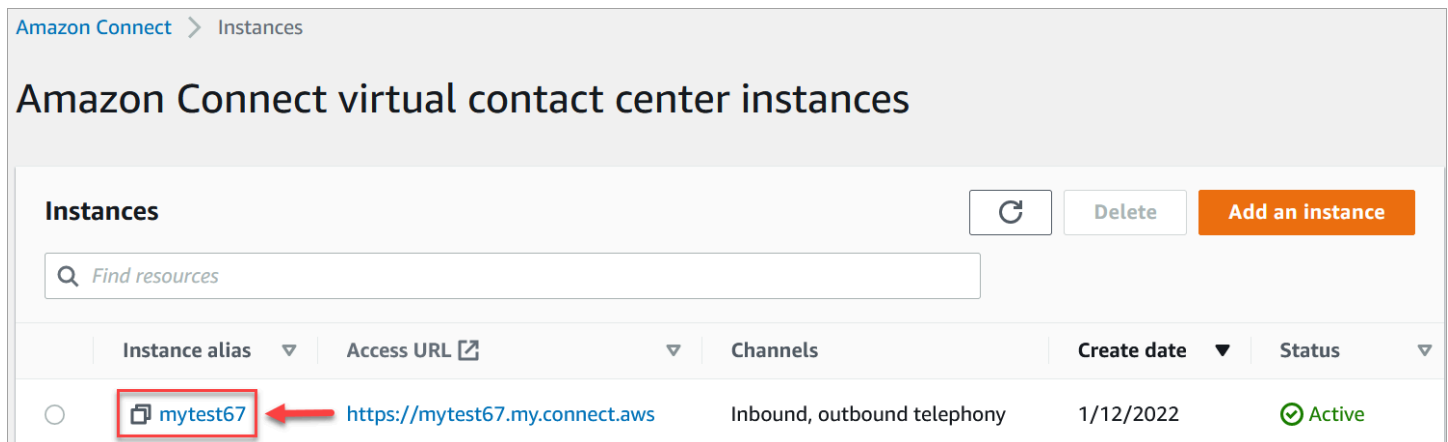 Amazon Connect > Instances
Amazon Connect virtual contact center instances
Instances Delete Add an instance
Find resources
Instance alias Access URL Channels Create date Status
mytest67 https://mytest67.my.connect.aws Inbound, outbound telephony 1/12/2022 Active